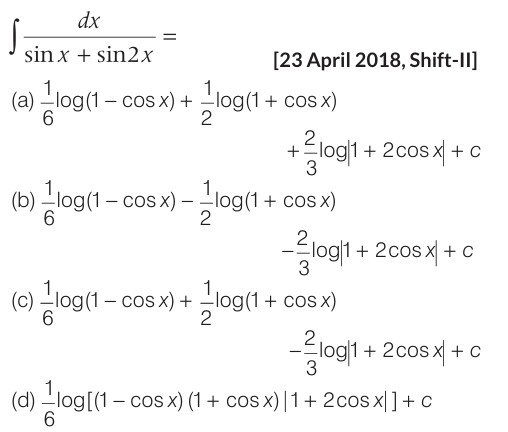 ∫ dx / (sin x + sin2x) =
[23 April 2018, Shift-II]
(a) 1/6 log(1 – cos x) + 1/2 log(1 + cos x)
+ 2/3 log|1 + 2cos x| + c
(b) 1/6 log(1 – cos x) – 1/2 log(1 + cos x)
– 2/3 log|1 + 2cos x| + c
(c) 1/6 log(1 – cos x) + 1/2 log(1 + cos x)
– 2/3 log|1 + 2cos x| + c
(d) 1/6 log[(1 – cos x) (1 + cos x) |1 + 2cos x|] + c